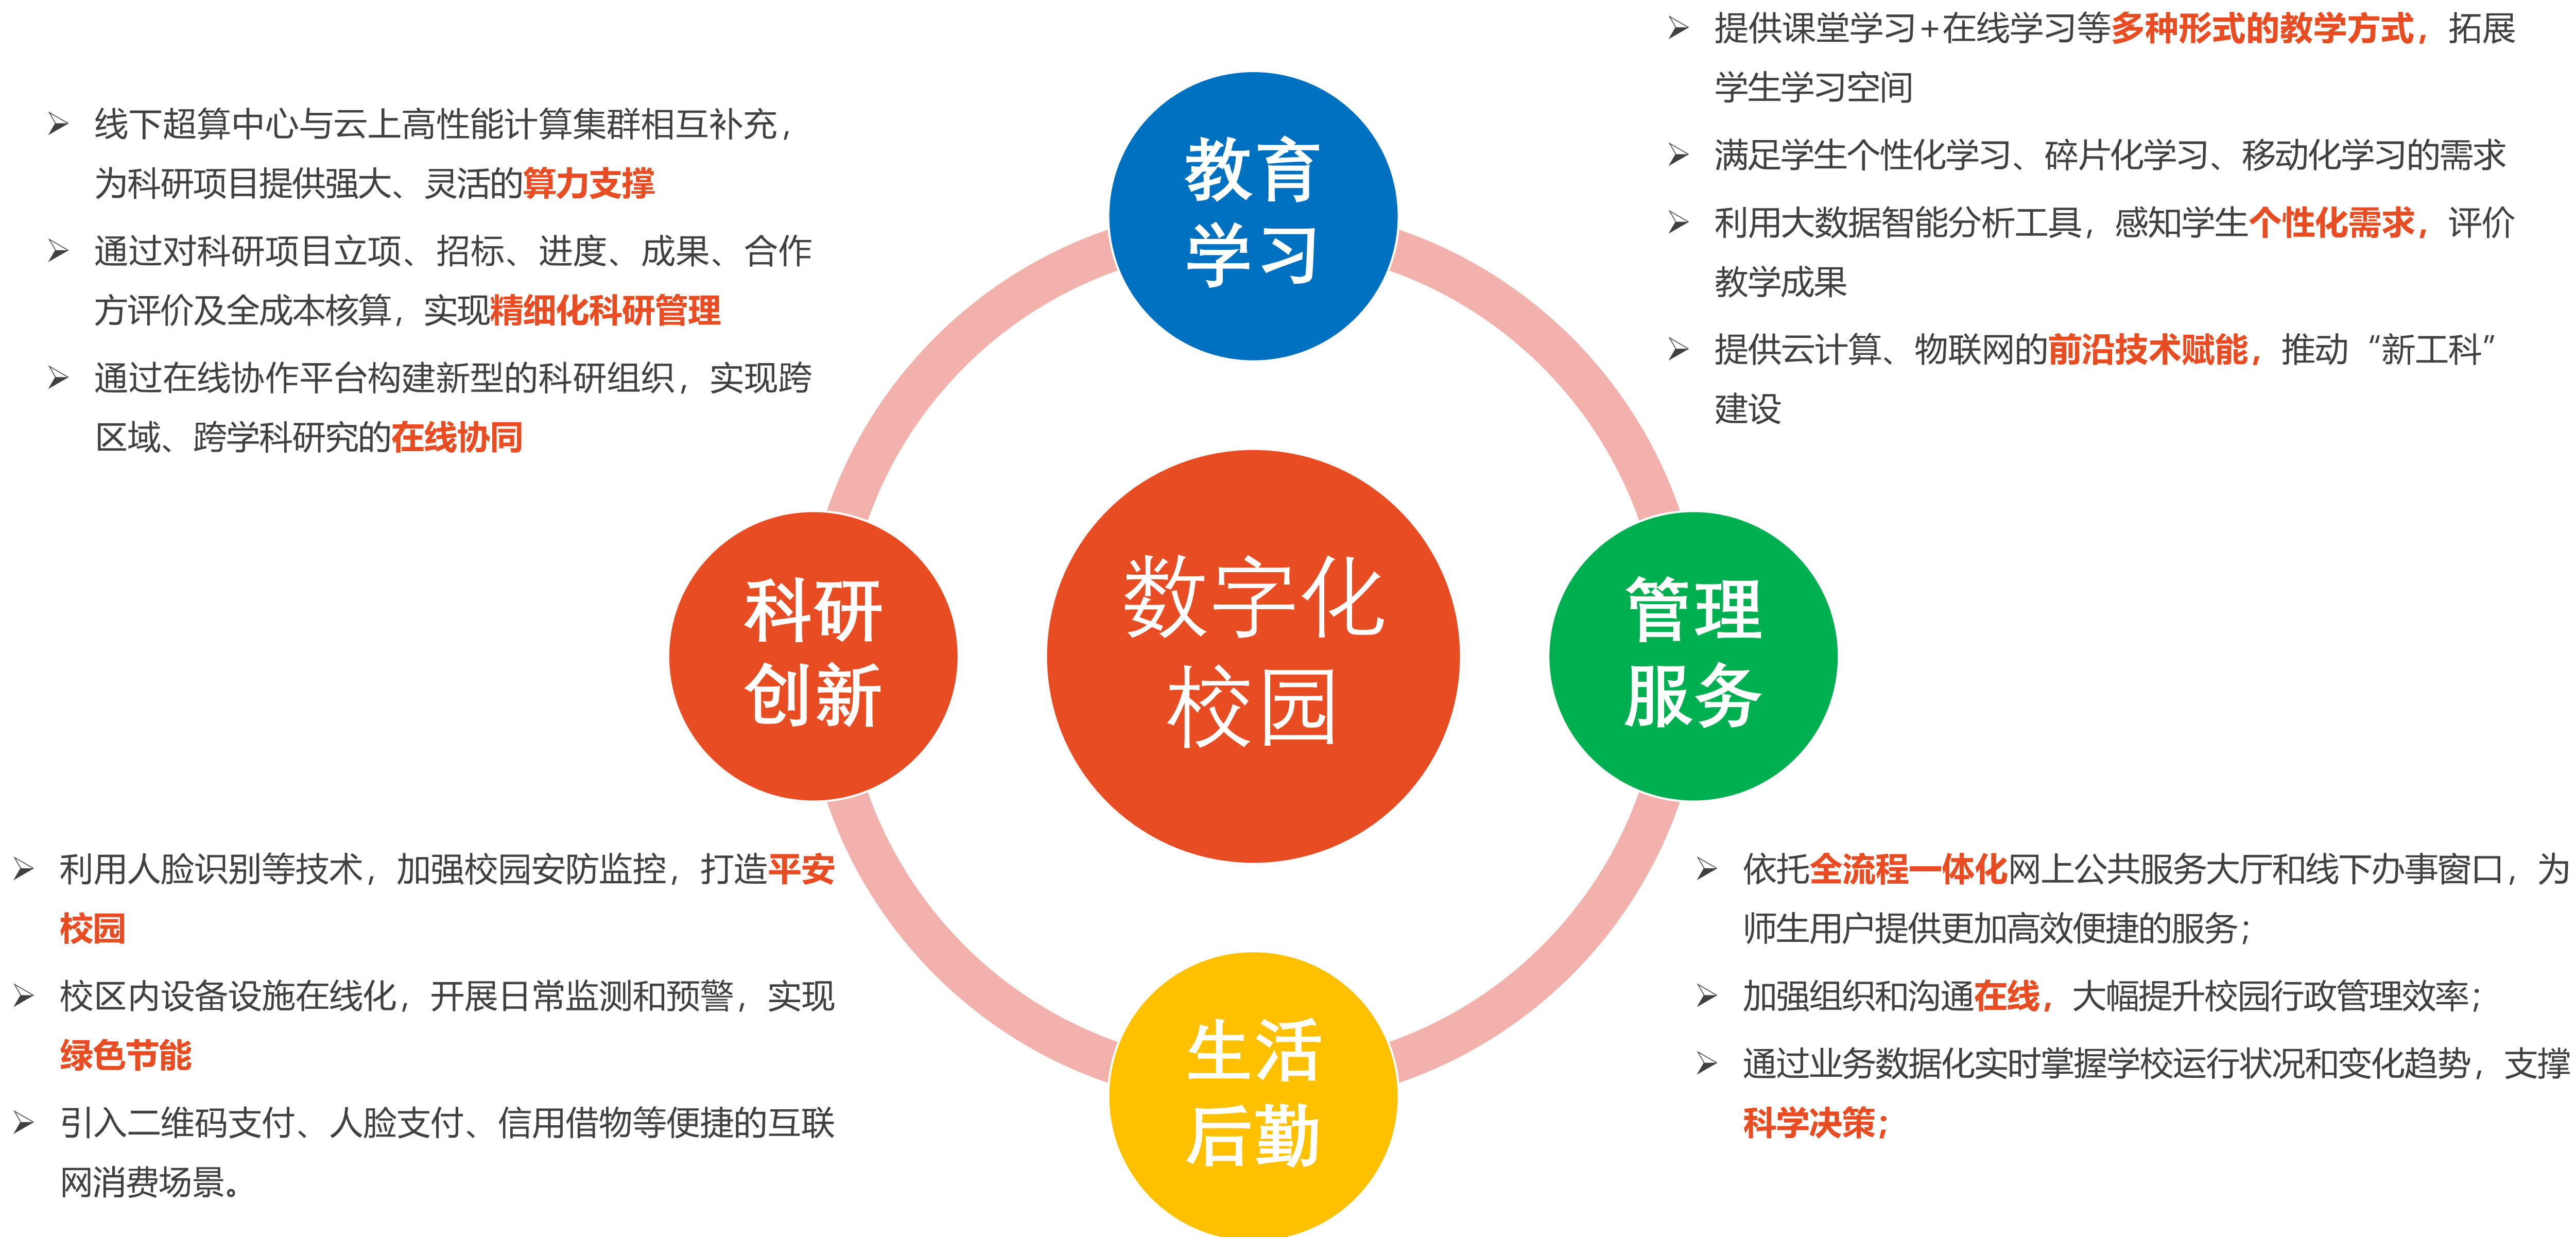 线下超算中心与云上高性能计算集群相互补充，
为科研项目提供强大、灵活的算力支撑
通过对科研项目立项、招标、进度、成果、合作
方评价及全成本核算，实现精细化科研管理
通过在线协作平台构建新型的科研组织，实现跨
区域、跨学科研究的在线协同
教育
学习
提供课堂学习+在线学习等多种形式的教学方式，拓展
学生学习空间
满足学生个性化学习、碎片化学习、移动化学习的需求
利用大数据智能分析工具，感知学生个性化需求，评价
教学成果
提供云计算、物联网的前沿技术赋能，推动“新工科”
建设
科研
创新
数字化
校园
管理
服务
利用人脸识别等技术，加强校园安防监控，打造平安
校园
校区内设备设施在线化，开展日常监测和预警，实现
绿色节能
引入二维码支付、人脸支付、信用借物等便捷的互联
网消费场景。
生活
后勤
依托全流程一体化网上公共服务大厅和线下办事窗口，为
师生用户提供更加高效便捷的服务；
加强组织和沟通在线，大幅提升校园行政管理效率；
通过业务数据化实时掌握学校运行状况和变化趋势，支撑
科学决策；